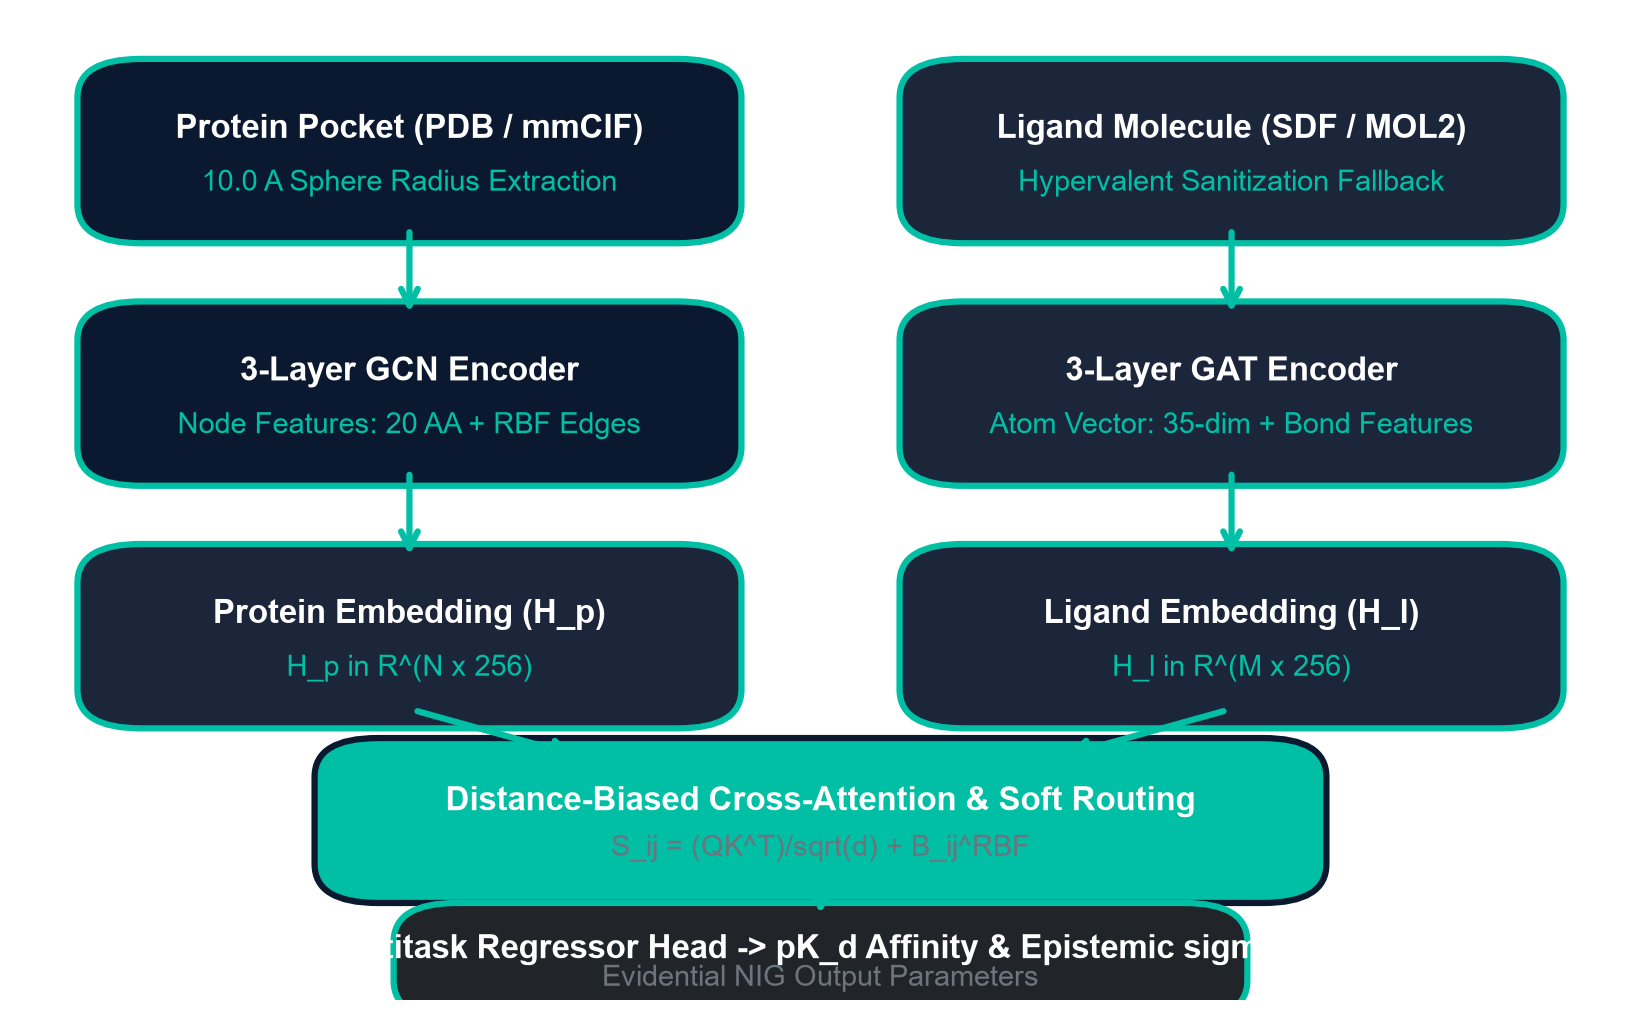 Protein Pocket (PDB / mmCIF)
10.0 A Sphere Radius Extraction
Ligand Molecule (SDF / MOL2)
Hypervalent Sanitization Fallback
3-Layer GCN Encoder
Node Features: 20 AA + RBF Edges
3-Layer GAT Encoder
Atom Vector: 35-dim + Bond Features
Protein Embedding (H_p)
H_p in R^(N x 256)
Ligand Embedding (H_l)
H_l in R^(M x 256)
Distance-Biased Cross-Attention & Soft Routing
S_ij = (QK^T)/sqrt(d) + B_ij^RBF
titask Regressor Head -> pK_d Affinity & Epistemic sigm
Evidential NIG Output Parameters